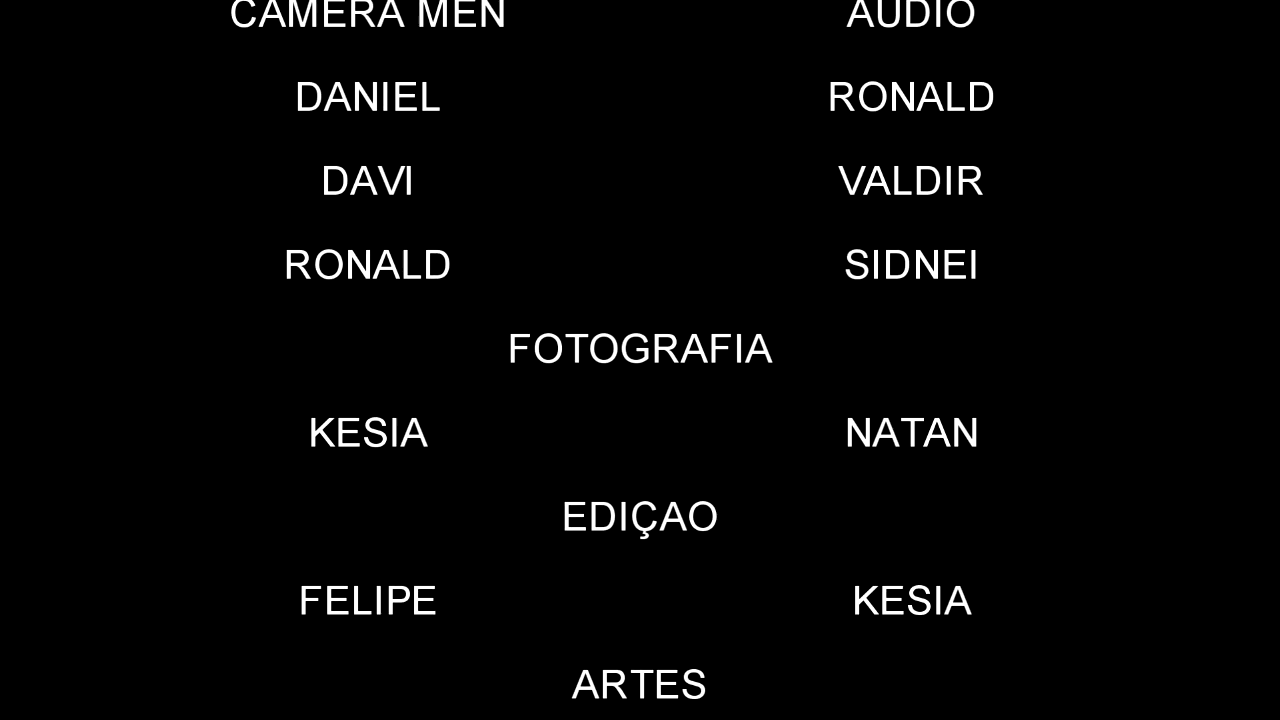 CAMERA MEN AUDIO
DANIEL RONALD
DAVI VALDIR
RONALD SIDNEI
FOTOGRAFIA
KESIA NATAN
EDIÇAO
FELIPE KESIA
ARTES